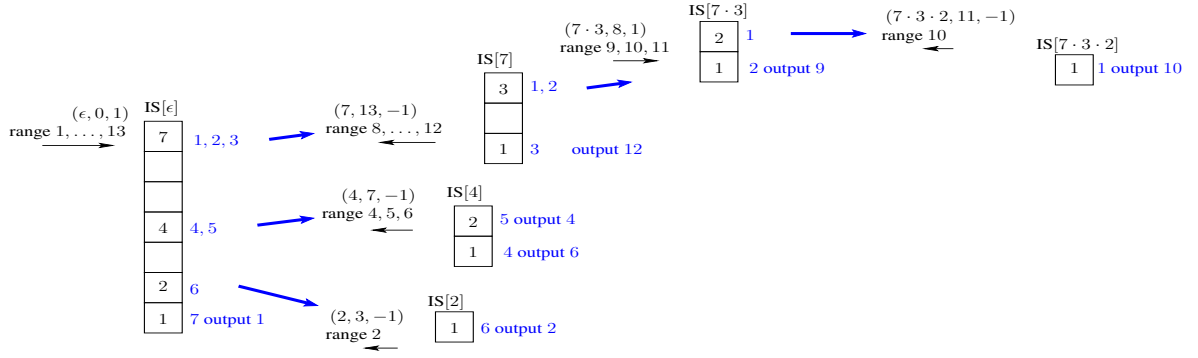 (ϵ, 0, 1)
range 1, . . . , 13
IS[ϵ]
7
1, 2, 3
4
4, 5
2
6
1
7 output 1
(7, 13, −1)
range 8, . . . , 12
IS[7]
3
1, 2
1
3
output 12
(4, 7, −1)
range 4, 5, 6
IS[4]
2
5 output 4
1
4 output 6
(2, 3, −1)
range 2
IS[2]
1
6 output 2
(7 · 3, 8, 1)
range 9, 10, 11
IS[7 · 3]
2
1
1
2 output 9
(7 · 3 · 2, 11, −1)
range 10
IS[7 · 3 · 2]
1
1 output 10